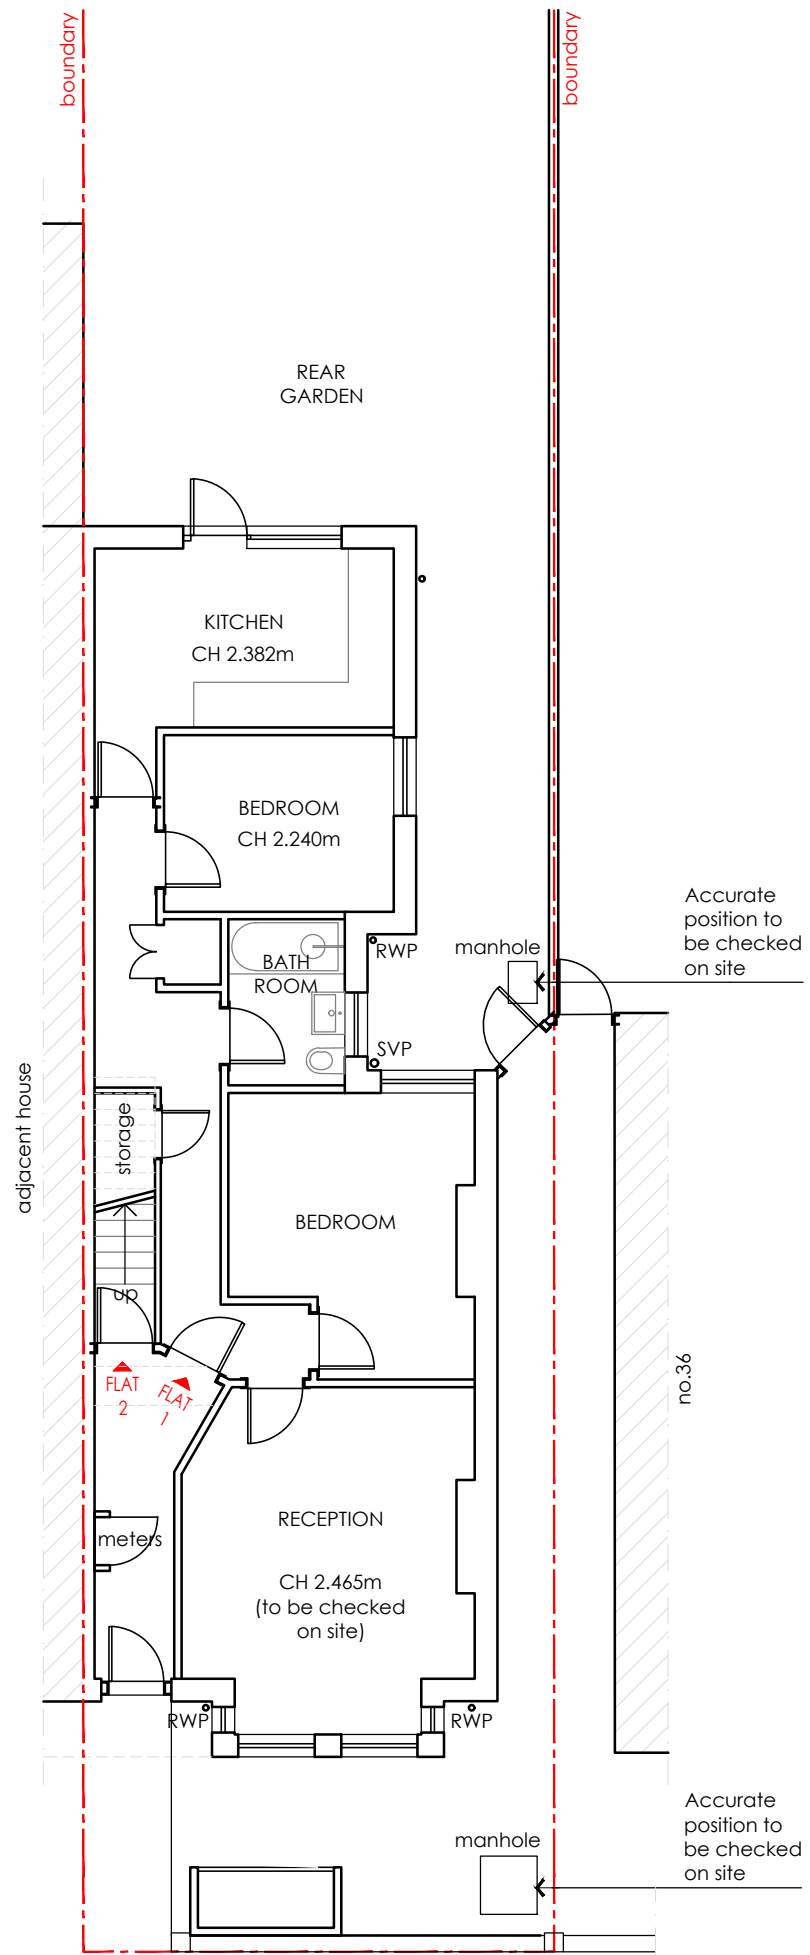 boundary
boundary
REAR
GARDEN
KITCHEN
CH 2.382m
BEDROOM
CH 2.240m
Accurate
position to
be checked
on site
manhole
RWP
BATH
ROOM
SVP
adjacent house
storage
BEDROOM
up
FLAT
2
FLAT
1
no.36
RECEPTION
meters
CH 2.465m
(to be checked
on site)
RWP
RWP
Accurate
position to
be checked
on site
manhole